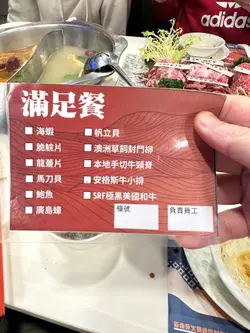 adidas
滿足餐
海蝦
脆鯇片
龍躉片
馬刀貝
鮑魚
廣島蠔
帆立貝
澳洲草飼封門柳
本地手切牛頸脊
安格斯牛小排
SRF極黑美國和牛
檯號
負責員工